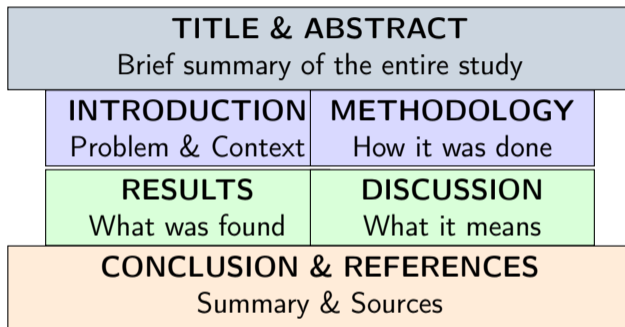 TITLE & ABSTRACT
Brief summary of the entire study
INTRODUCTION
Problem & Context
METHODOLOGY
How it was done
RESULTS
What was found
DISCUSSION
What it means
CONCLUSION & REFERENCES
Summary & Sources